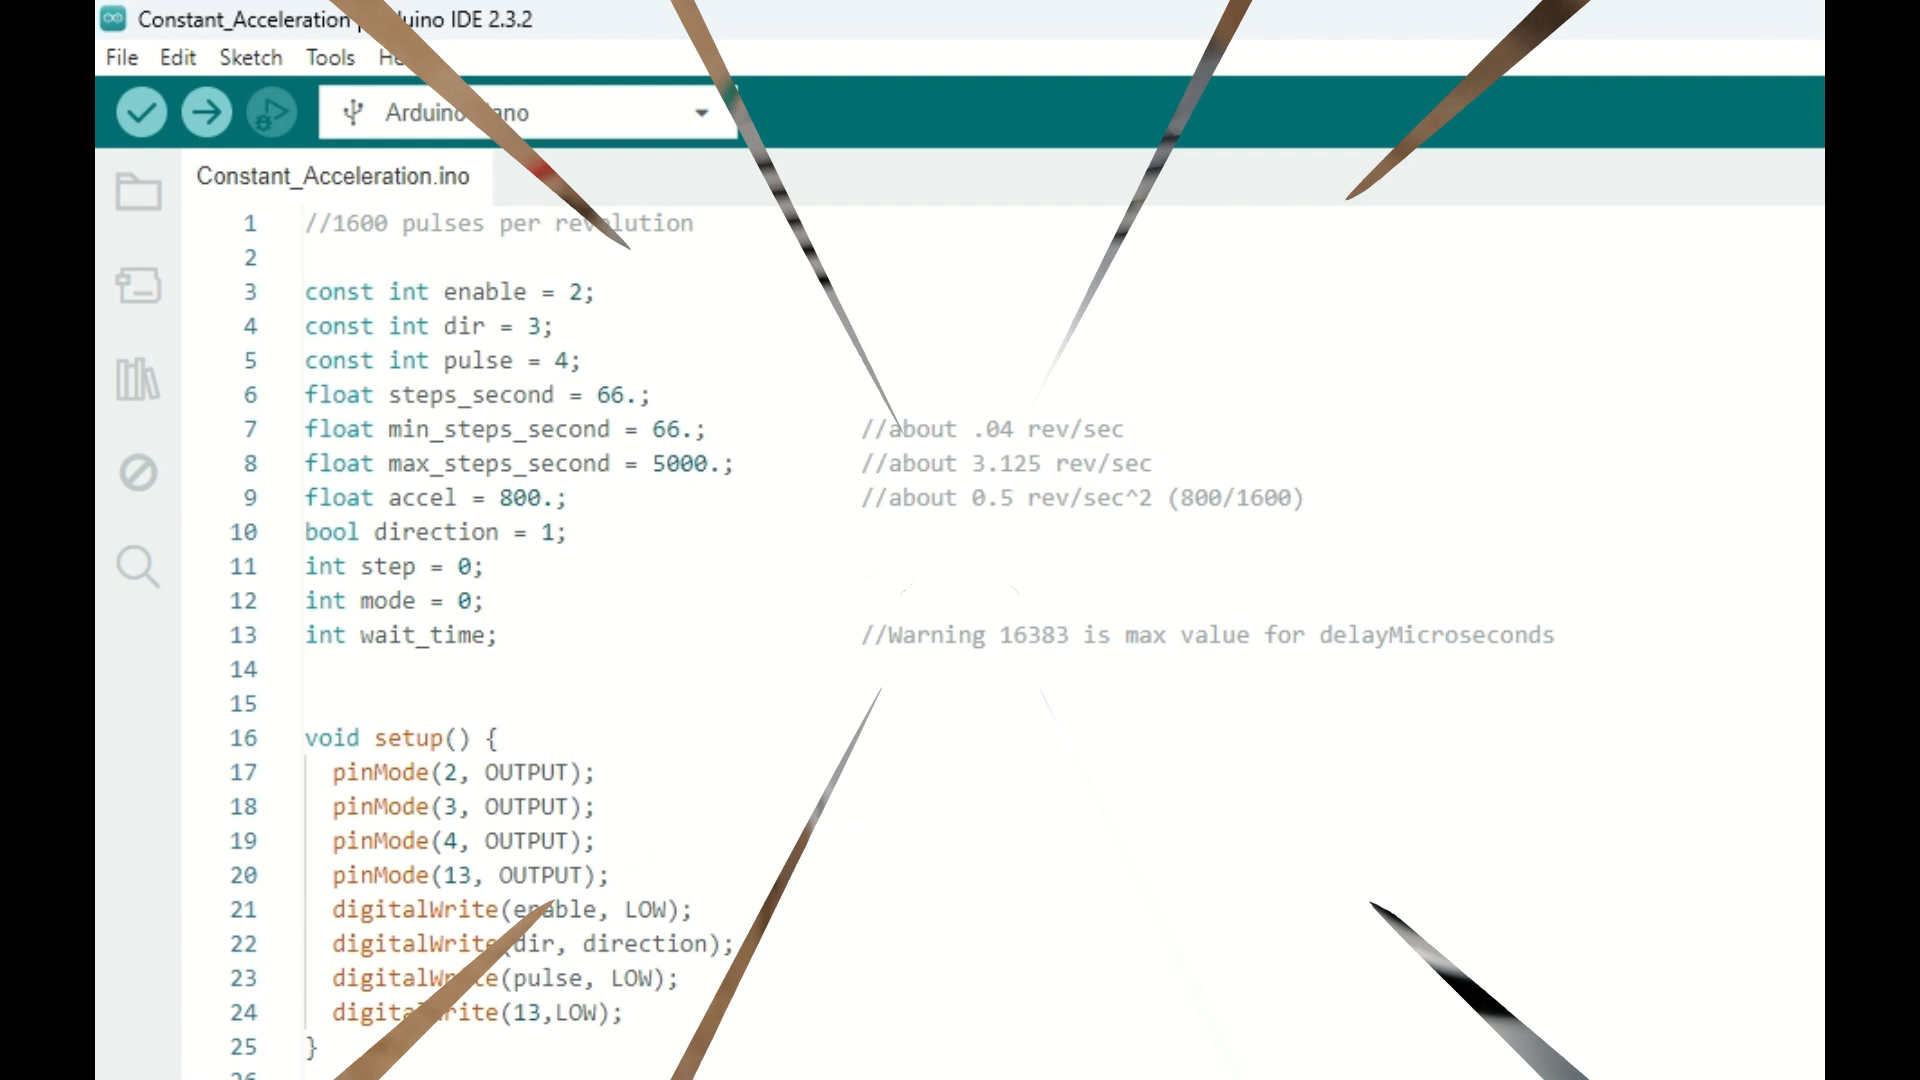 Constant_Acceleration uino IDE 2.3.2
File Edit Sketch Tools
Arduino ano
Constant_Acceleration.ino
1 //1600 pulses per revolution
2
3 const int enable = 2;
4 const int dir = 3;
5 const int pulse = 4;
6 float steps_second = 66.;
7 float min_steps_second = 66.; //about .04 rev/sec
8 float max_steps_second = 5000.; //about 3.125 rev/sec
9 float accel = 800.; //about 0.5 rev/sec^2 (800/1600)
10 bool direction = 1;
11 int step = 0;
12 int mode = 0;
13 int wait_time; //Warning 16383 is max value for delayMicroseconds
14
15
16 void setup() {
17 pinMode(2, OUTPUT);
18 pinMode(3, OUTPUT);
19 pinMode(4, OUTPUT);
20 pinMode(13, OUTPUT);
21 digitalWrite(enable, LOW);
22 digitalWrite(dir, direction);
23 digitalWrite(pulse, LOW);
24 digitalWrite(13,LOW);
25 }